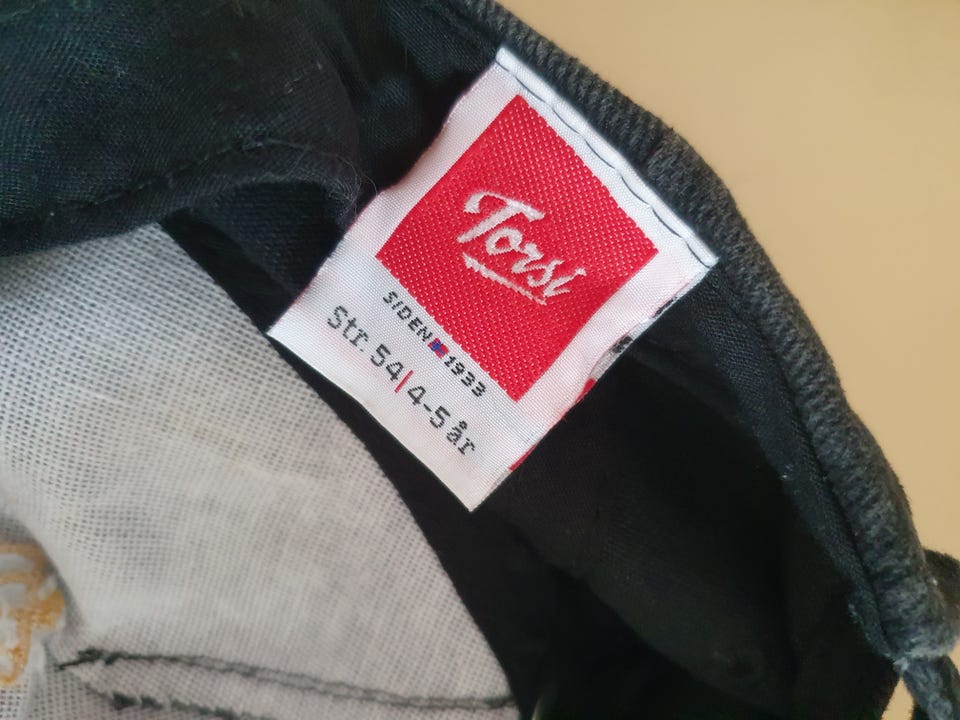 Torsi
SIDEN 1933
Str. 54|4-5 år